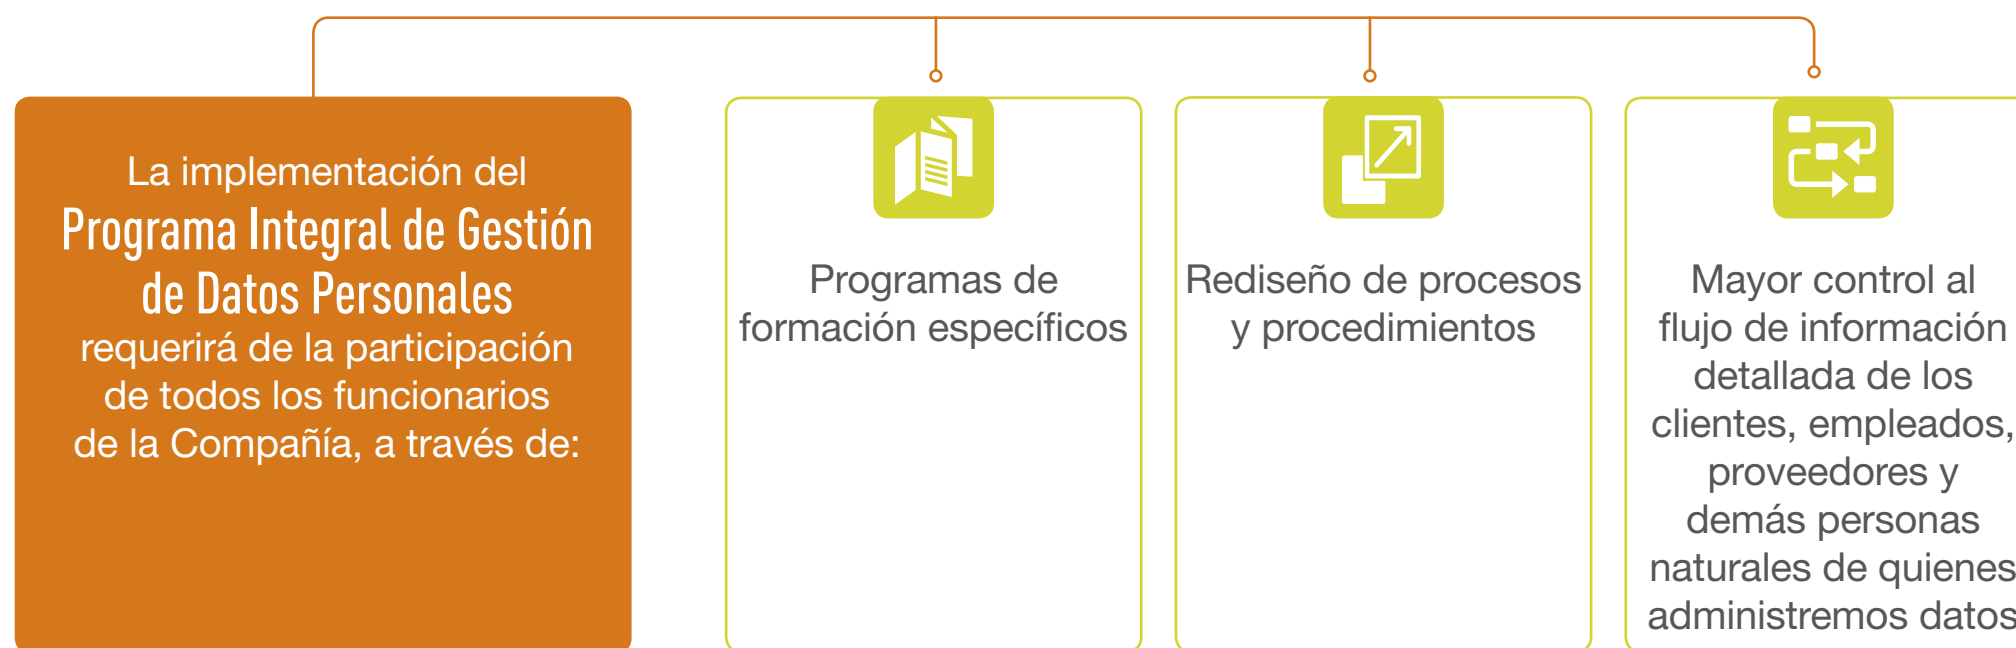 La implementación del
Programa Integral de Gestión
de Datos Personales
requerirá de la participación
de todos los funcionarios
de la Compañía, a través de:
Programas de
formación específicos
Rediseño de procesos
y procedimientos
Mayor control al
flujo de información
detallada de los
clientes, empleados,
proveedores y
demás personas
naturales de quienes
administremos datos